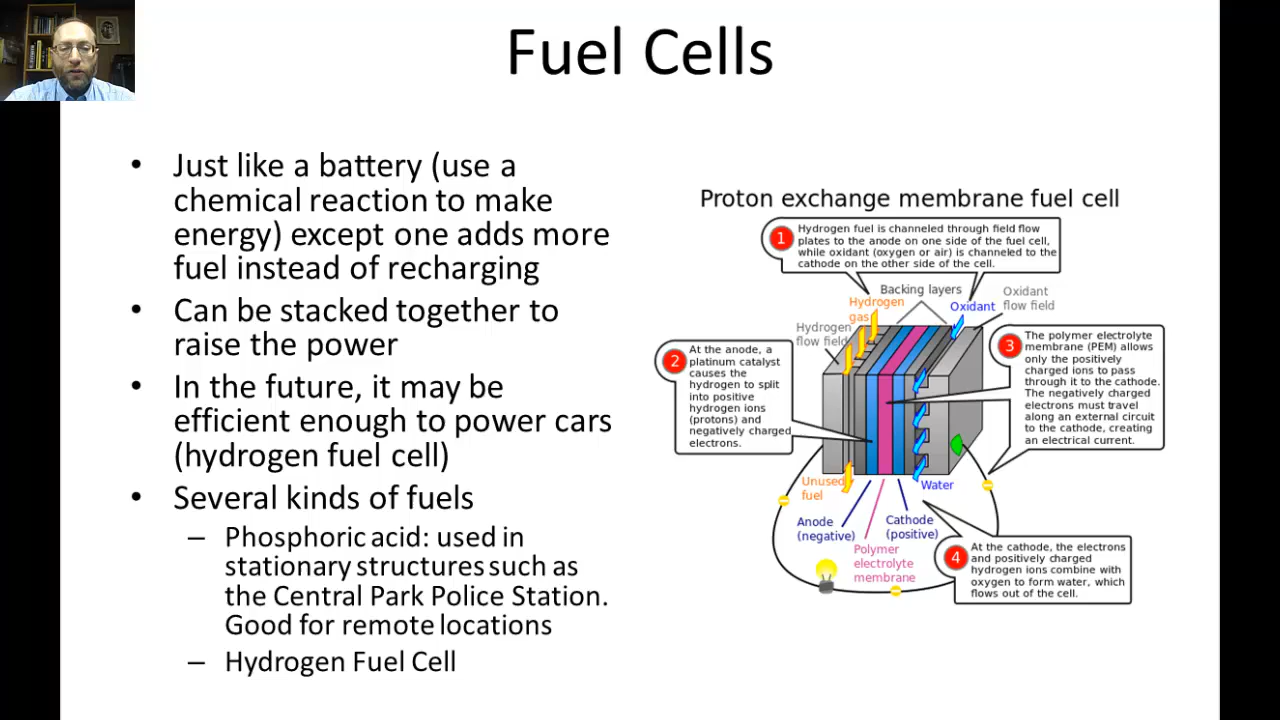 Fuel Cells
• Just like a battery (use a
chemical reaction to make
energy) except one adds more
fuel instead of recharging
• Can be stacked together to
raise the power
• In the future, it may be
efficient enough to power cars
(hydrogen fuel cell)
• Several kinds of fuels
– Phosphoric acid: used in
stationary structures such as
the Central Park Police Station.
Good for remote locations
– Hydrogen Fuel Cell
Proton exchange membrane fuel cell
1
Hydrogen fuel is channeled through field flow
plates to the anode on one side of the fuel cell,
while oxidant (oxygen or air) is channeled to the
cathode on the other side of the cell.
Backing layers
Hydrogen
gas
Oxidant
Oxidant
flow field
Hydrogen
flow field
2
At the anode, a
platinum catalyst
causes the
hydrogen to split
into positive
hydrogen ions
(protons) and
negatively charged
electrons.
3
The polymer electrolyte
membrane (PEM) allows
only the positively
charged ions to pass
through it to the cathode.
The negatively charged
electrons must travel
along an external circuit
to the cathode, creating
an electrical current.
Unused
fuel
Water
Anode
(negative)
Cathode
(positive)
Polymer
electrolyte
membrane
4
At the cathode, the electrons
and positively charged
hydrogen ions combine with
oxygen to form water, which
flows out of the cell.